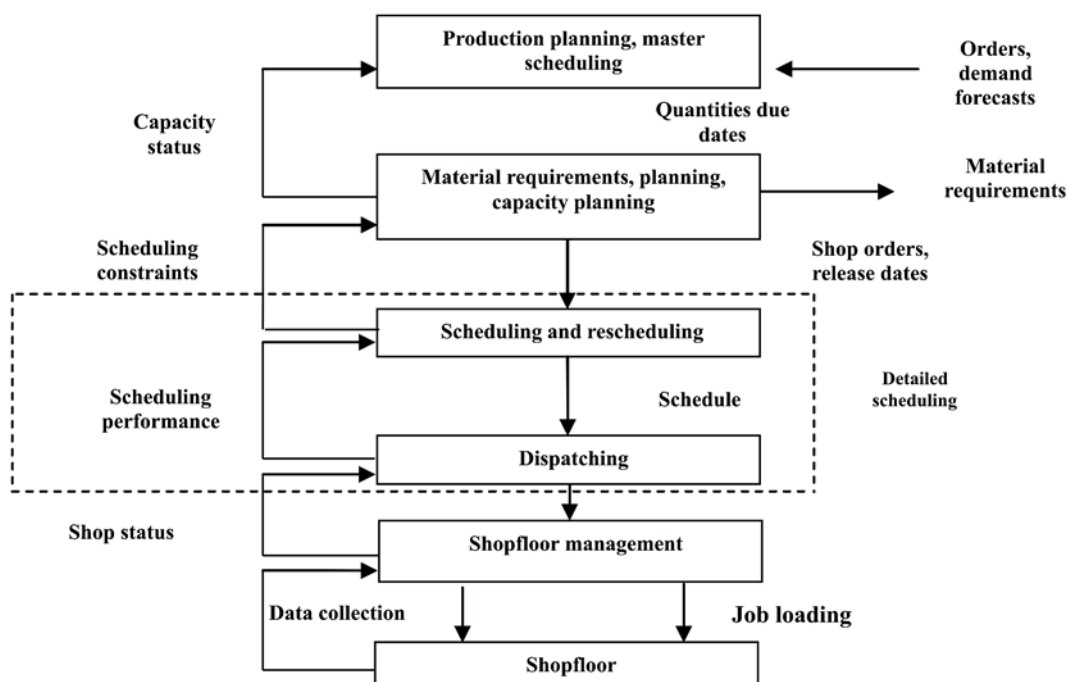 Production planning, master
scheduling
Orders,
demand
forecasts
Capacity
status
Quantities due
dates
Material requirements, planning,
capacity planning
Material
requirements
Scheduling
constraints
Shop orders,
release dates
Scheduling and rescheduling
Scheduling
performance
Schedule
Detailed
scheduling
Dispatching
Shop status
Shopfloor management
Data collection
Job loading
Shopfloor